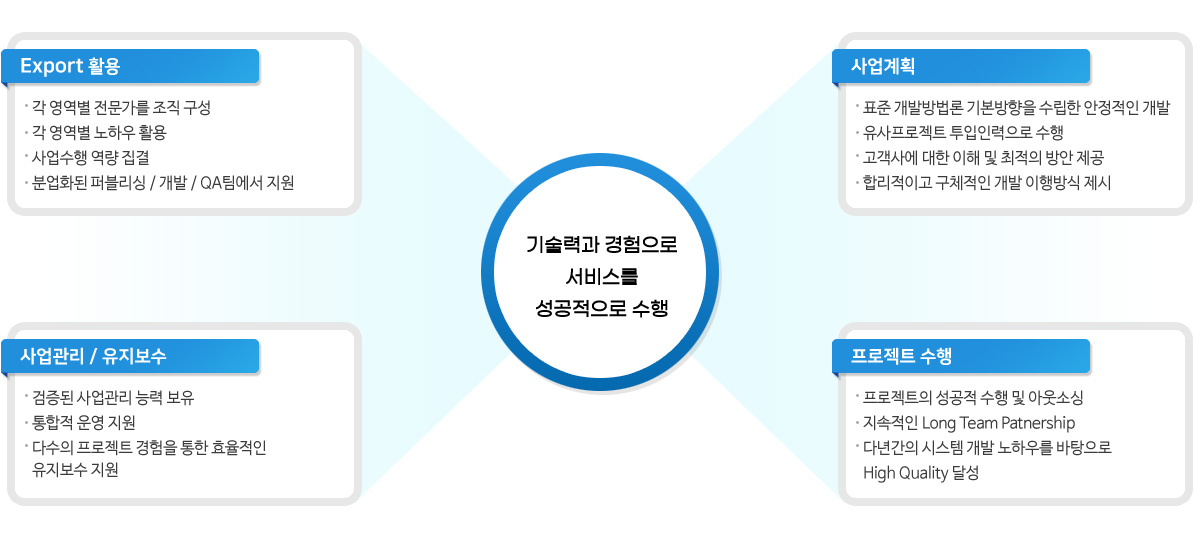 Export 활용
· 각 영역별 전문가를 조직 구성
· 각 영역별 노하우 활용
· 사업수행 역량 집결
· 분업화된 퍼블리싱 / 개발 / QA팀에서 지원
사업계획
· 표준 개발방법론 기본방향을 수립한 안정적인 개발
· 유사프로젝트 투입인력으로 수행
· 고객사에 대한 이해 및 최적의 방안 제공
· 합리적이고 구체적인 개발 이행방식 제시
기술력과 경험으로
서비스를
성공적으로 수행
사업관리 / 유지보수
· 검증된 사업관리 능력 보유
· 통합적 운영 지원
· 다수의 프로젝트 경험을 통한 효율적인
유지보수 지원
프로젝트 수행
· 프로젝트의 성공적 수행 및 아웃소싱
· 지속적인 Long Team Patnership
· 다년간의 시스템 개발 노하우를 바탕으로
High Quality 달성